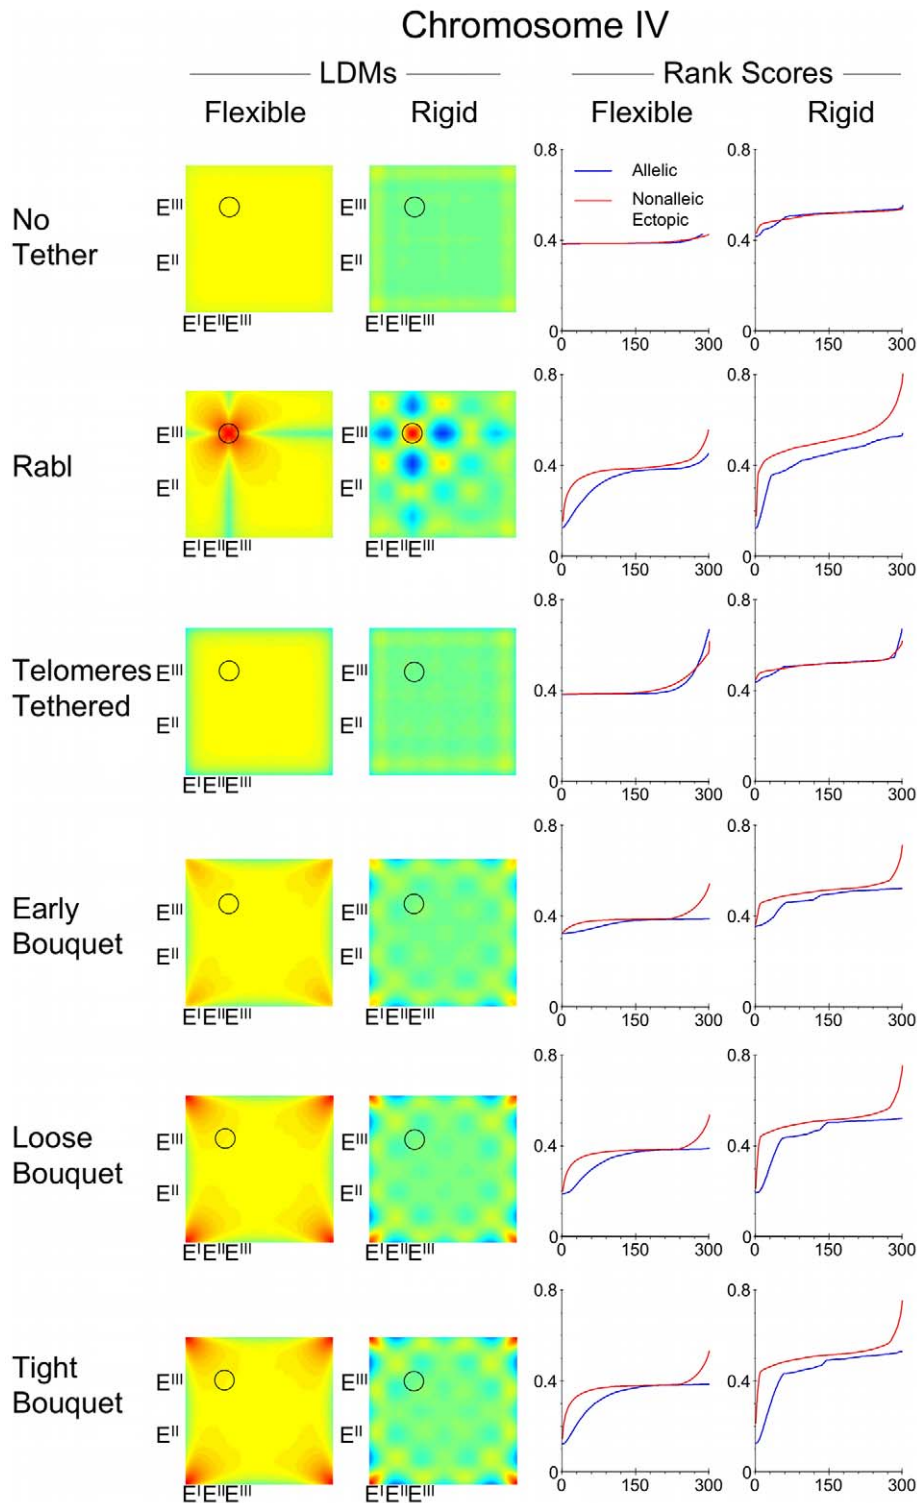 Chromosome IV
LDMs Rank Scores
Flexible Rigid Flexible Rigid
No
Tether
Eᴵᴵᴵ Eᴵᴵᴵ
Eᴵᴵ Eᴵᴵ
EᴵEᴵᴵEᴵᴵᴵ EᴵEᴵᴵEᴵᴵᴵ
0.8 0.8
Allelic
Nonalleic
Ectopic
0.4 0.4
0 0
0 150 300 0 150 300
Rabl
Eᴵᴵᴵ Eᴵᴵᴵ
Eᴵᴵ Eᴵᴵ
EᴵEᴵᴵEᴵᴵᴵ EᴵEᴵᴵEᴵᴵᴵ
0.8 0.8
0.4 0.4
0 0
0 150 300 0 150 300
Telomeres
Tethered
Eᴵᴵᴵ Eᴵᴵᴵ
Eᴵᴵ Eᴵᴵ
EᴵEᴵᴵEᴵᴵᴵ EᴵEᴵᴵEᴵᴵᴵ
0.8 0.8
0.4 0.4
0 0
0 150 300 0 150 300
Early
Bouquet
Eᴵᴵᴵ Eᴵᴵᴵ
Eᴵᴵ Eᴵᴵ
EᴵEᴵᴵEᴵᴵᴵ EᴵEᴵᴵEᴵᴵᴵ
0.8 0.8
0.4 0.4
0 0
0 150 300 0 150 300
Loose
Bouquet
Eᴵᴵᴵ Eᴵᴵᴵ
Eᴵᴵ Eᴵᴵ
EᴵEᴵᴵEᴵᴵᴵ EᴵEᴵᴵEᴵᴵᴵ
0.8 0.8
0.4 0.4
0 0
0 150 300 0 150 300
Tight
Bouquet
Eᴵᴵᴵ Eᴵᴵᴵ
Eᴵᴵ Eᴵᴵ
EᴵEᴵᴵEᴵᴵᴵ EᴵEᴵᴵEᴵᴵᴵ
0.8 0.8
0.4 0.4
0 0
0 150 300 0 150 300